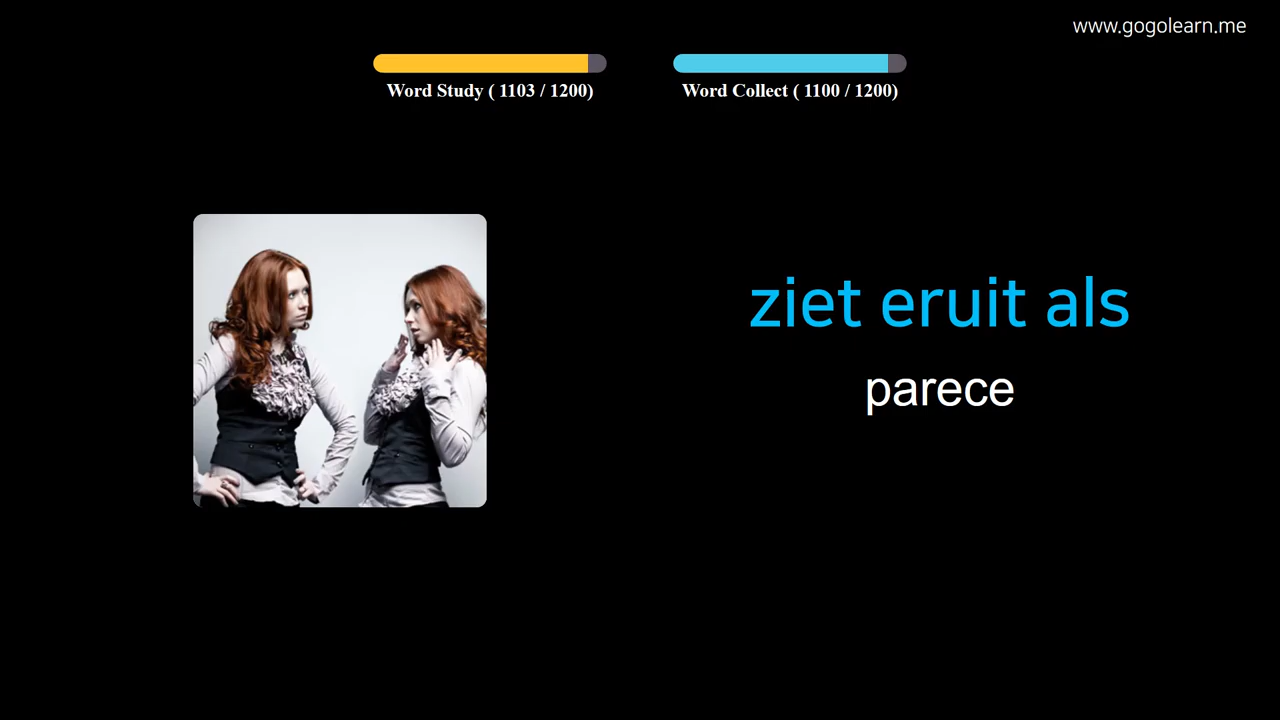 www.gogolearn.me
Word Study ( 1103 / 1200)
Word Collect ( 1100 / 1200)
ziet eruit als
parece